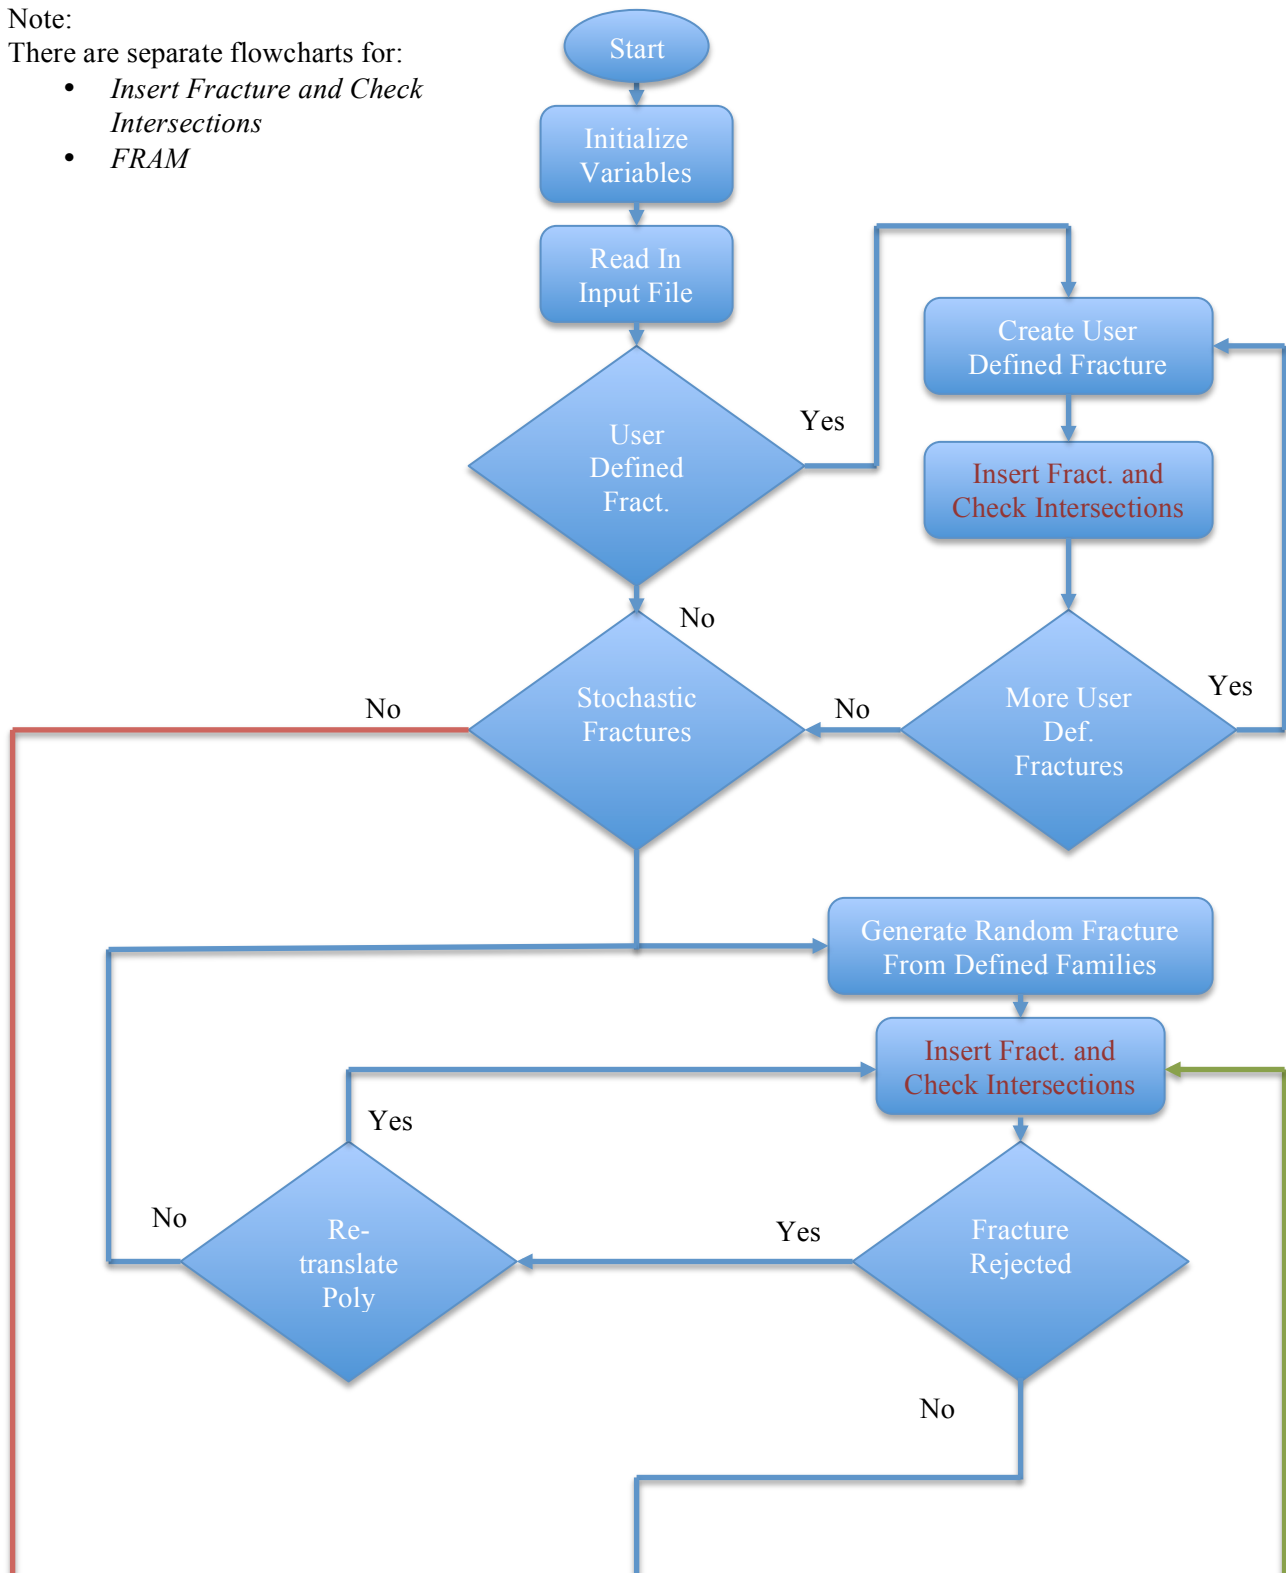 Note:
There are separate flowcharts for:
• Insert Fracture and Check
Intersections
• FRAM
Start
Initialize
Variables
Read In
Input File
User
Defined
Fract.
Yes
Create User
Defined Fracture
Insert Fract. and
Check Intersections
No
Stochastic
Fractures
No
No
More User
Def.
Fractures
Yes
Generate Random Fracture
From Defined Families
Insert Fract. and
Check Intersections
Yes
No
Re-
translate
Poly
Yes
Fracture
Rejected
No